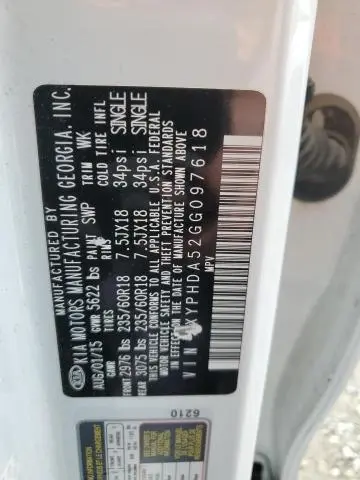 MANUFACTURED BY
KIA KIA MOTORS MANUFACTURING GEORGIA, INC.
AUG/01/15 GVWR 5622 lbs PAINT SWP TRIM WK
GAWR TIRES RIMS COLD TIRE INFL
FRONT 2976 lbs 235/60R18 7.5JX18 34psi SINGLE
REAR 3075 lbs 235/60R18 7.5JX18 34psi SINGLE
THIS VEHICLE CONFORMS TO ALL APPLICABLE U.S.A. FEDERAL
MOTOR VEHICLE SAFETY AND THEFT PREVENTION STANDARDS
IN EFFECT ON THE DATE OF MANUFACTURE SHOWN ABOVE.
VIN XYPHDA52GG097618
MPV
6210